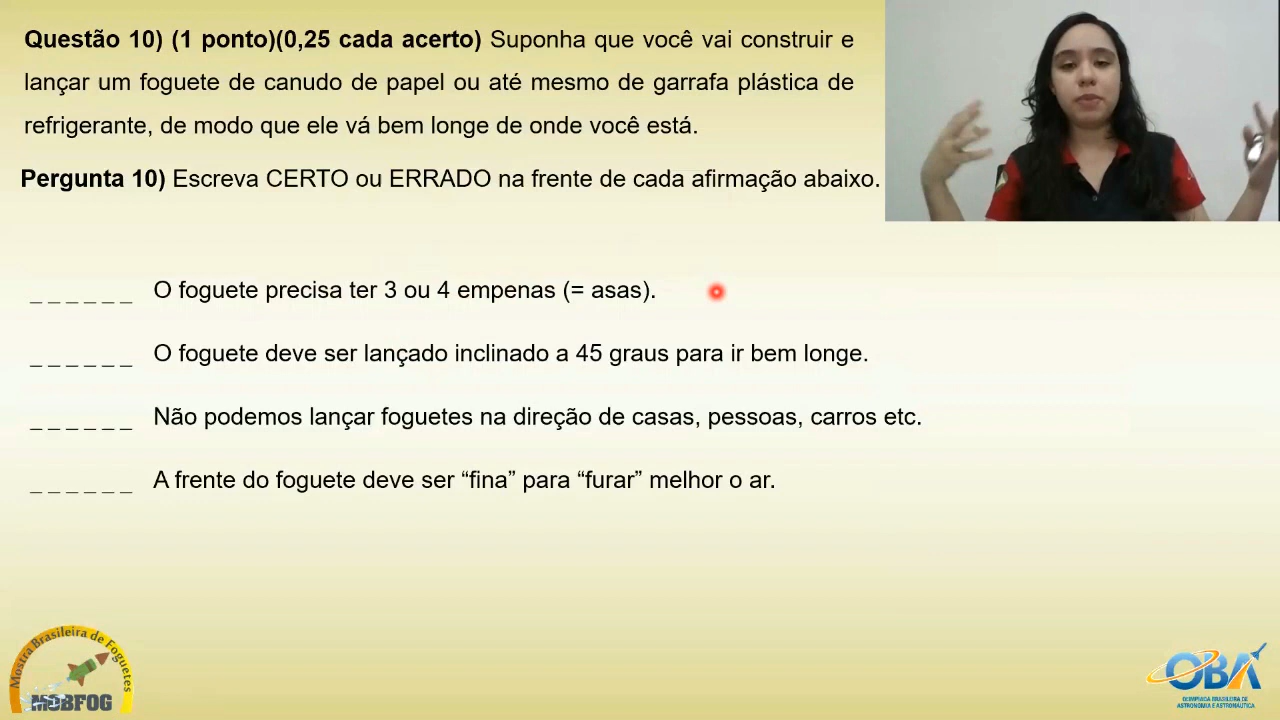 Questão 10) (1 ponto)(0,25 cada acerto) Suponha que você vai construir e
lançar um foguete de canudo de papel ou até mesmo de garrafa plástica de
refrigerante, de modo que ele vá bem longe de onde você está.
Pergunta 10) Escreva CERTO ou ERRADO na frente de cada afirmação abaixo.
_ _ _ _ _ _ O foguete precisa ter 3 ou 4 empenas (= asas).
_ _ _ _ _ _ O foguete deve ser lançado inclinado a 45 graus para ir bem longe.
_ _ _ _ _ _ Não podemos lançar foguetes na direção de casas, pessoas, carros etc.
_ _ _ _ _ _ A frente do foguete deve ser “fina” para “furar” melhor o ar.
Mostra Brasileira de Foguetes
MOBFOG
OBA
OLIMPÍADA BRASILEIRA DE
ASTRONOMIA E ASTRONÁUTICA